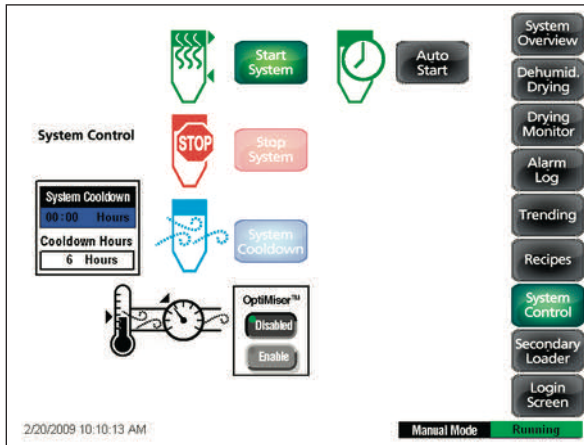 Start
System
Auto
Start
System Control
STOP
Stop
System
System Cooldown
00:00 Hours
Cooldown Hours
6 Hours
System
Cooldown
OptiMiser™
Disabled
Enable
System
Overview
Dehumid.
Drying
Drying
Monitor
Alarm
Log
Trending
Recipes
System
Control
Secondary
Loader
Login
Screen
2/20/2009 10:10:13 AM
Manual Mode Running